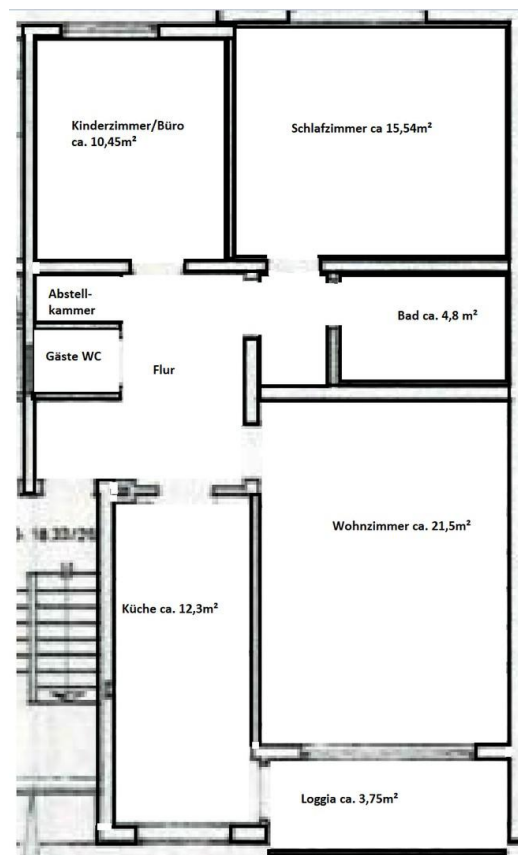 Kinderzimmer/Büro
ca. 10,45m²
Schlafzimmer ca 15,54m²
Abstell-
kammer
Bad ca. 4,8 m²
Gäste WC
Flur
Wohnzimmer ca. 21,5m²
Küche ca. 12,3m²
Loggia ca. 3,75m²